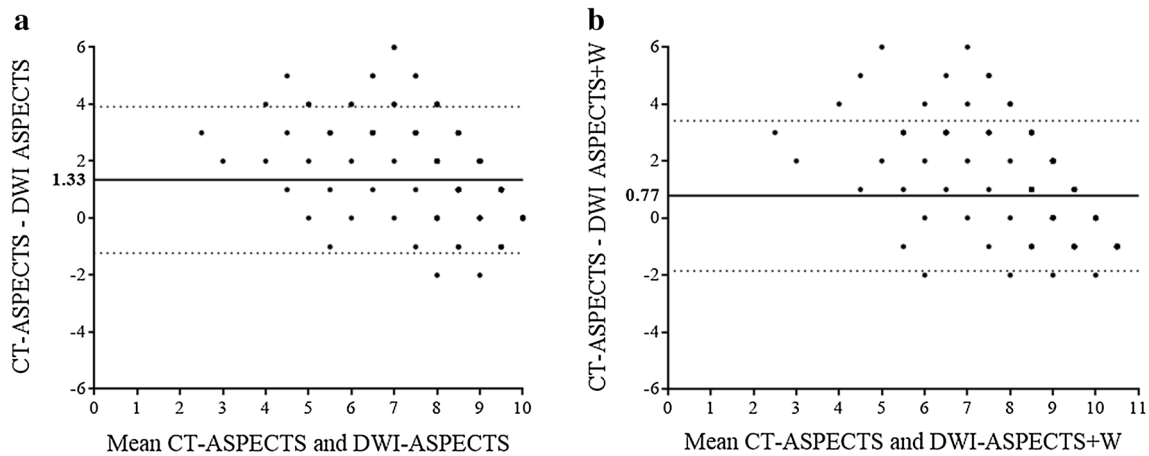 a
CT-ASPECTS - DWI ASPECTS
6
4
2
1.33
0
-2
-4
-6
0 1 2 3 4 5 6 7 8 9 10
Mean CT-ASPECTS and DWI-ASPECTS
b
CT-ASPECTS - DWI ASPECTS+W
6
4
2
0.77
0
-2
-4
-6
0 1 2 3 4 5 6 7 8 9 10 11
Mean CT-ASPECTS and DWI-ASPECTS+W